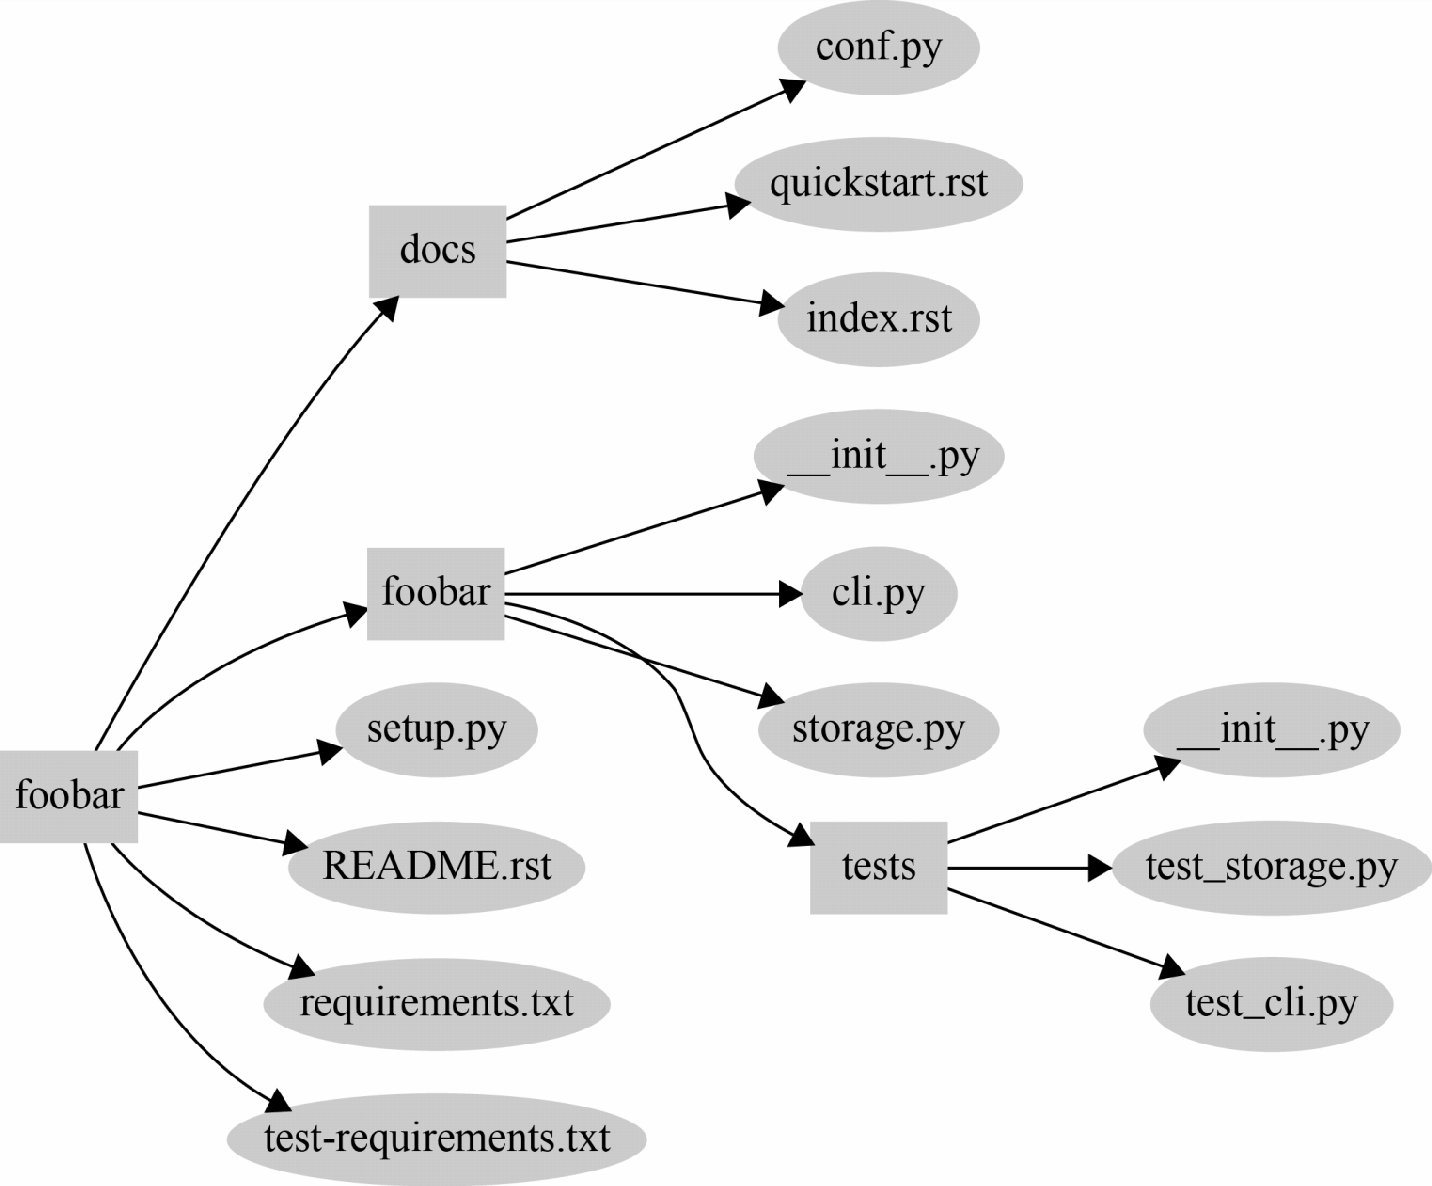 conf.py
quickstart.rst
docs
index.rst
__init__.py
foobar
cli.py
setup.py
storage.py
__init__.py
foobar
README.rst
tests
test_storage.py
requirements.txt
test_cli.py
test-requirements.txt